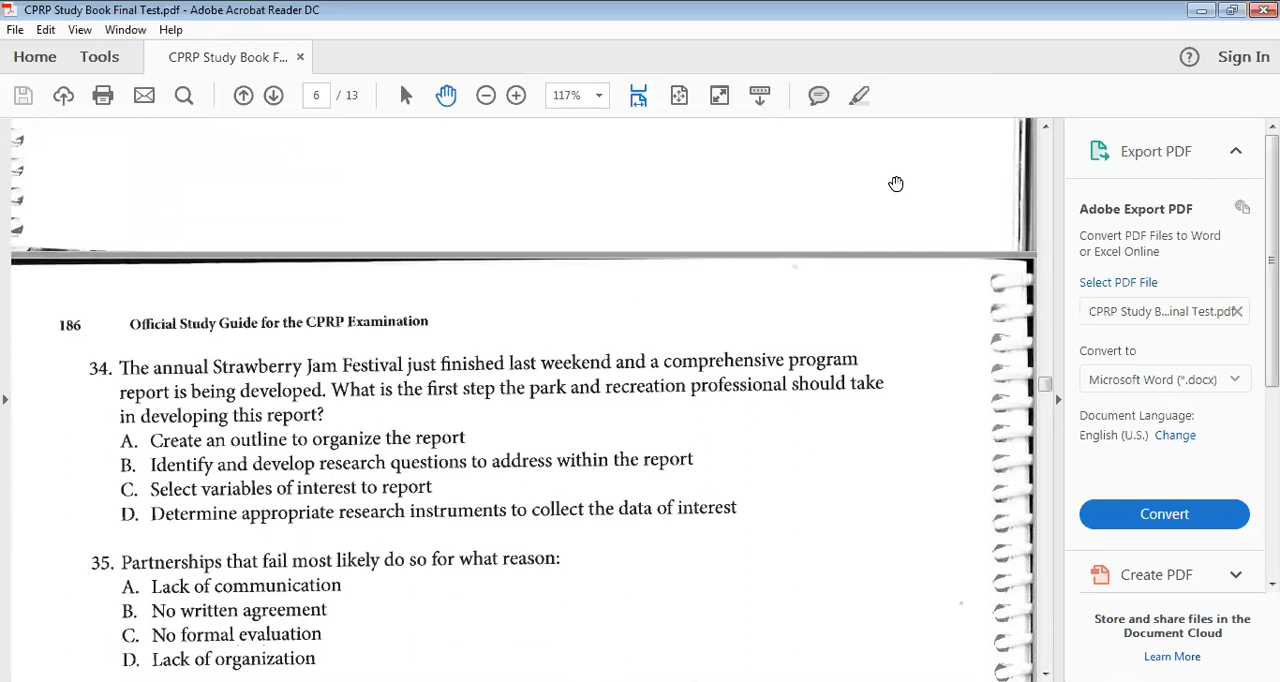 CPRP Study Book Final Test.pdf - Adobe Acrobat Reader DC
File Edit View Window Help
Home Tools CPRP Study Book F... × Sign In
6 / 13 117%
Export PDF
Adobe Export PDF
Convert PDF Files to Word
or Excel Online
Select PDF File
CPRP Study B...inal Test.pdf
Convert to
Microsoft Word (*.docx)
Document Language:
English (U.S.) Change
Convert
Create PDF
Store and share files in the
Document Cloud
Learn More
186 Official Study Guide for the CPRP Examination
34. The annual Strawberry Jam Festival just finished last weekend and a comprehensive program
report is being developed. What is the first step the park and recreation professional should take
in developing this report?
A. Create an outline to organize the report
B. Identify and develop research questions to address within the report
C. Select variables of interest to report
D. Determine appropriate research instruments to collect the data of interest
35. Partnerships that fail most likely do so for what reason:
A. Lack of communication
B. No written agreement
C. No formal evaluation
D. Lack of organization